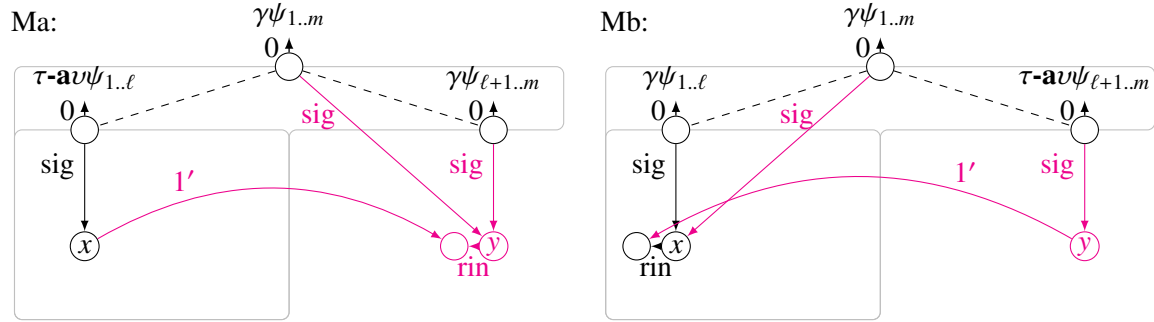 Ma:
γψ₁..ₘ
0
τ-aυψ₁..ℓ
0
γψℓ₊₁..ₘ
0
sig
sig
sig
1′
x
y
rin
Mb:
γψ₁..ₘ
0
γψ₁..ℓ
0
τ-aυψℓ₊₁..ₘ
0
sig
sig
sig
1′
x
y
rin